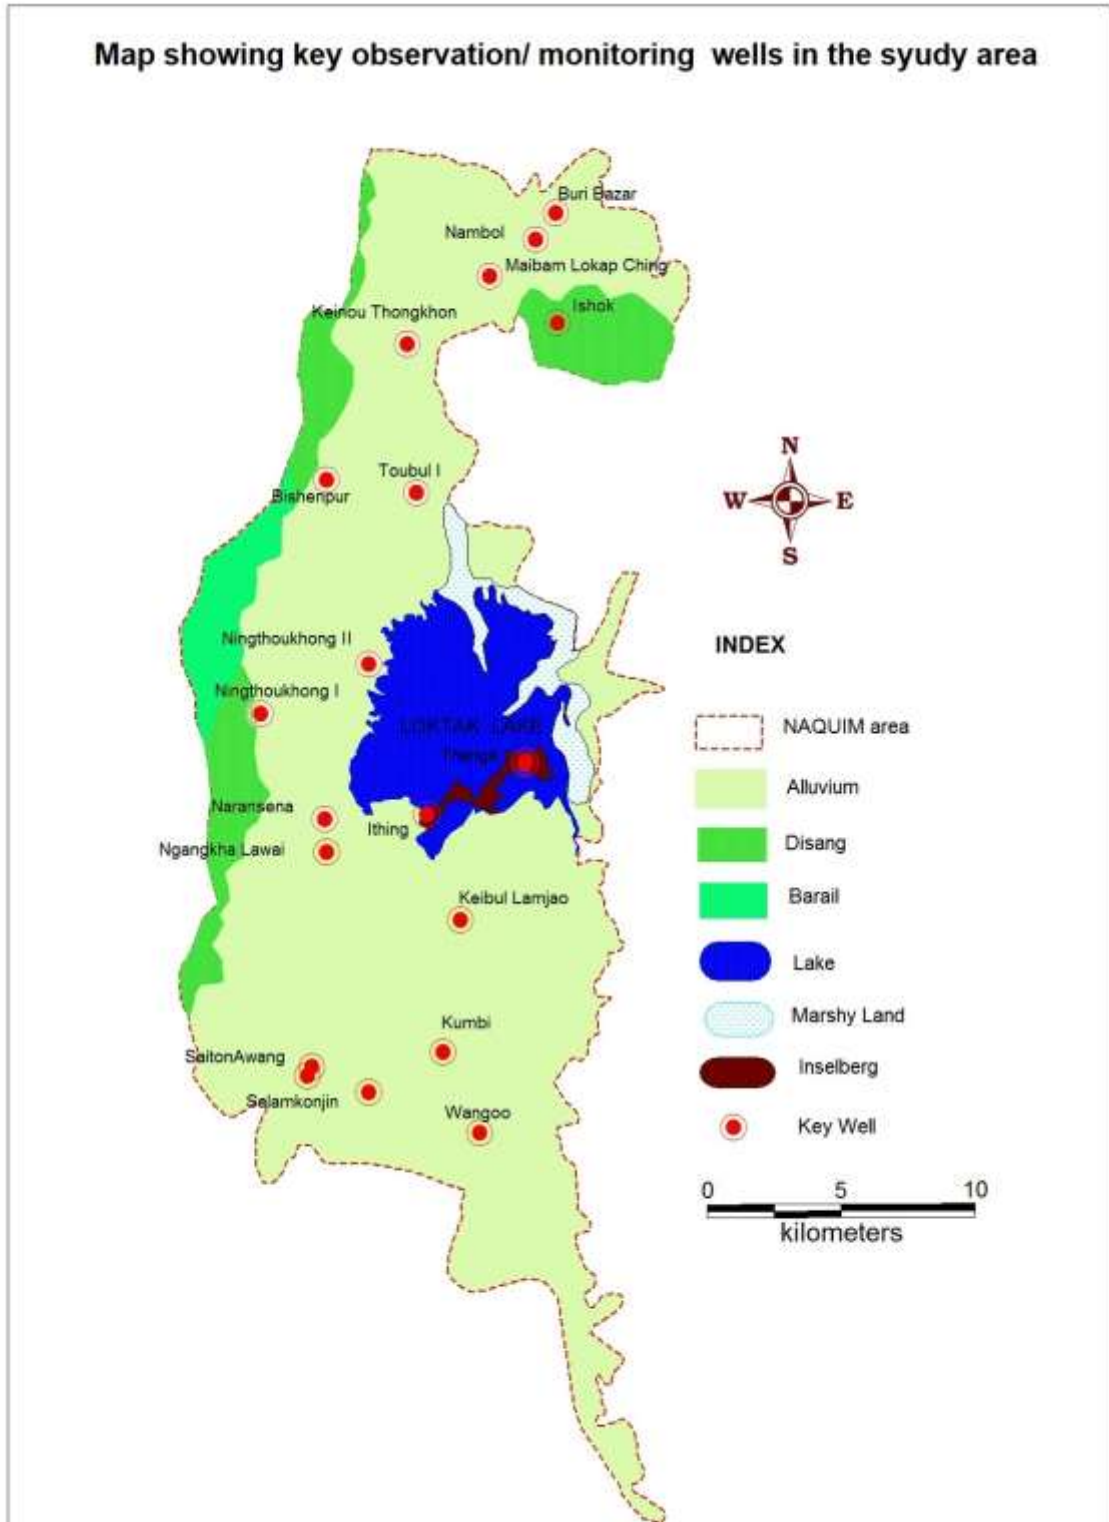 Map showing key observation/ monitoring wells in the syudy area
Buri Bazar
Nambol
Maibam Lokap Ching
Ishok
Keinou Thongkhon
Toubul I
Bishenpur
N
W
E
S
Ningthoukhong II
Ningthoukhong I
LOKTAK LAKE
Thanga
Naransena
Ithing
Ngangkha Lawai
Keibul Lamjao
Kumbi
SaitonAwang
Selamkonjin
Wangoo
INDEX
NAQUIM area
Alluvium
Disang
Barail
Lake
Marshy Land
Inselberg
Key Well
0 5 10
kilometers